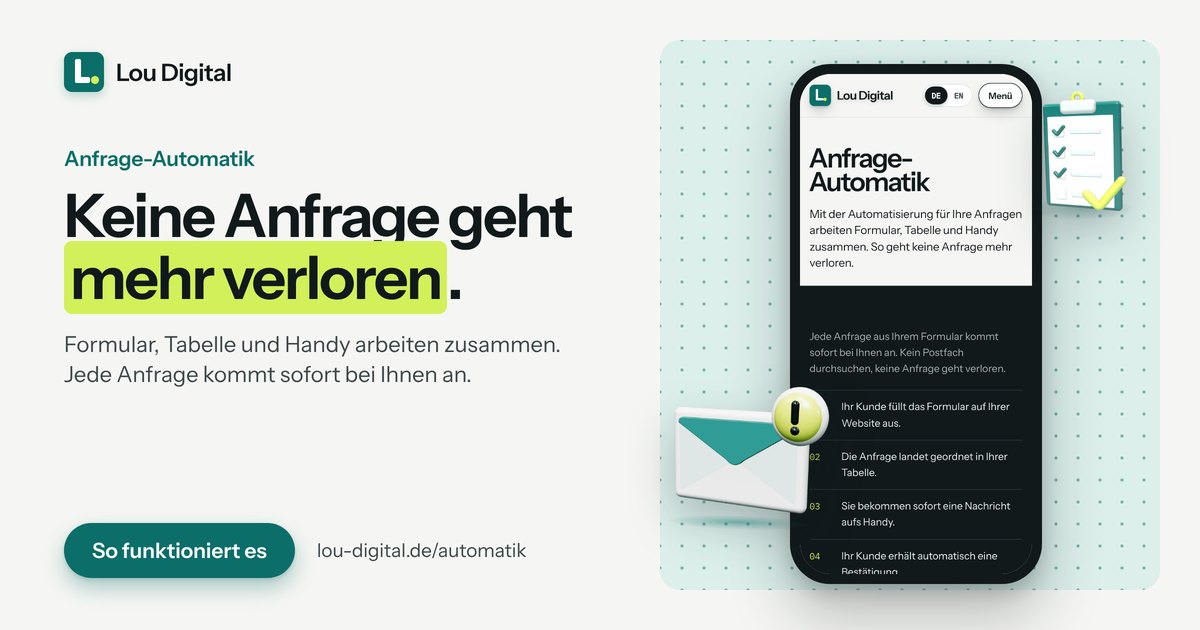 Lou Digital
Anfrage-Automatik
Keine Anfrage geht
mehr verloren.
Formular, Tabelle und Handy arbeiten zusammen.
Jede Anfrage kommt sofort bei Ihnen an.
So funktioniert es
lou-digital.de/automatik
Lou Digital
DE EN
Menü
Anfrage-
Automatik
Mit der Automatisierung für Ihre Anfragen
arbeiten Formular, Tabelle und Handy
zusammen. So geht keine Anfrage mehr
verloren.
Jede Anfrage aus Ihrem Formular kommt
sofort bei Ihnen an. Kein Postfach
durchsuchen, keine Anfrage geht verloren.
Ihr Kunde füllt das Formular auf Ihrer
Website aus.
02 Die Anfrage landet geordnet in Ihrer
Tabelle.
03 Sie bekommen sofort eine Nachricht
aufs Handy.
04 Ihr Kunde erhält automatisch eine
Bestätigung